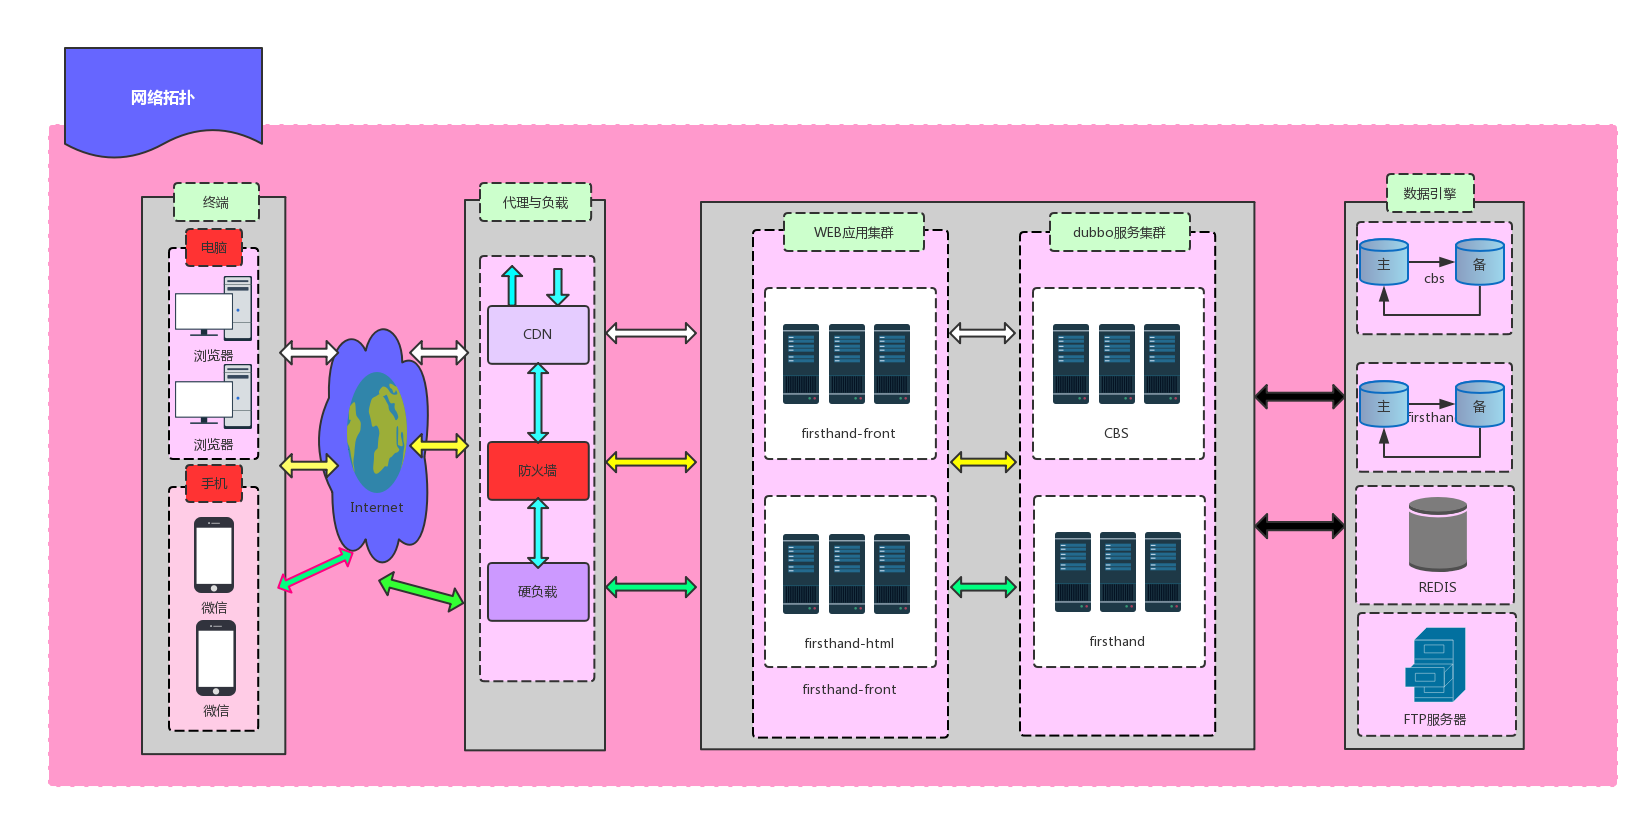 网络拓扑
终端
电脑
浏览器
浏览器
手机
微信
微信
Internet
代理与负载
CDN
防火墙
硬负载
WEB应用集群
firsthand-front
firsthand-html
firsthand-front
dubbo服务集群
CBS
firsthand
数据引擎
主
备
cbs
主
备
firsthan
REDIS
FTP服务器